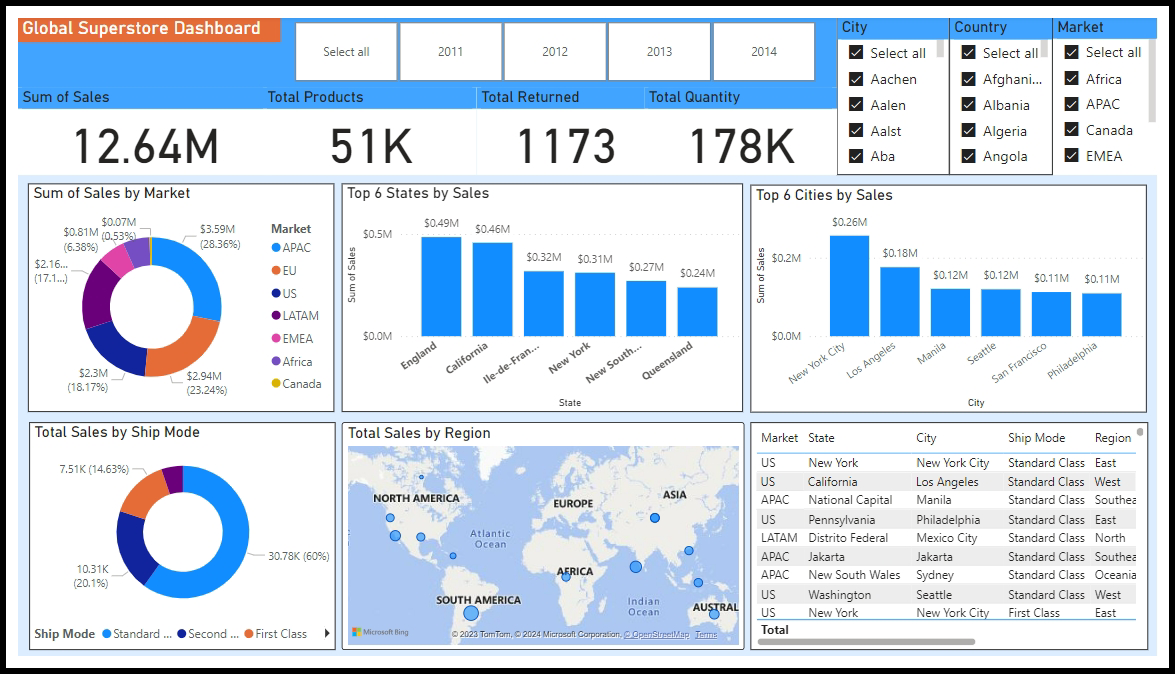 Global Superstore Dashboard
Select all
2011
2012
2013
2014
City
Select all
Aachen
Aalen
Aalst
Aba
Country
Select all
Afghani...
Albania
Algeria
Angola
Market
Select all
Africa
APAC
Canada
EMEA
Sum of Sales
12.64M
Total Products
51K
Total Returned
1173
Total Quantity
178K
Sum of Sales by Market
$0.07M
(0.53%)
$0.81M
(6.38%)
$2.16...
(17.1...)
$2.3M
(18.17%)
$2.94M
(23.24%)
$3.59M
(28.36%)
Market
APAC
EU
US
LATAM
EMEA
Africa
Canada
Top 6 States by Sales
Sum of Sales
$0.5M
$0.0M
$0.49M
$0.46M
$0.32M
$0.31M
$0.27M
$0.24M
England
California
Ile-de-Fran...
New York
New South...
Queensland
State
Top 6 Cities by Sales
Sum of Sales
$0.2M
$0.0M
$0.26M
$0.18M
$0.12M
$0.12M
$0.11M
$0.11M
New York City
Los Angeles
Manila
Seattle
San Francisco
Philadelphia
City
Total Sales by Ship Mode
7.51K (14.63%)
10.31K
(20.1%)
30.78K (60%)
Ship Mode
Standard ...
Second ...
First Class
Total Sales by Region
NORTH AMERICA
EUROPE
ASIA
Atlantic
Ocean
AFRICA
SOUTH AMERICA
Indian
Ocean
AUSTRAL
Microsoft Bing
© 2023 TomTom, © 2024 Microsoft Corporation, © OpenStreetMap Terms
Market State City Ship Mode Region
US New York New York City Standard Class East
US California Los Angeles Standard Class West
APAC National Capital Manila Standard Class Southea
US Pennsylvania Philadelphia Standard Class East
LATAM Distrito Federal Mexico City Standard Class North
APAC Jakarta Jakarta Standard Class Southea
APAC New South Wales Sydney Standard Class Oceania
US Washington Seattle Standard Class West
US New York New York City First Class East
Total